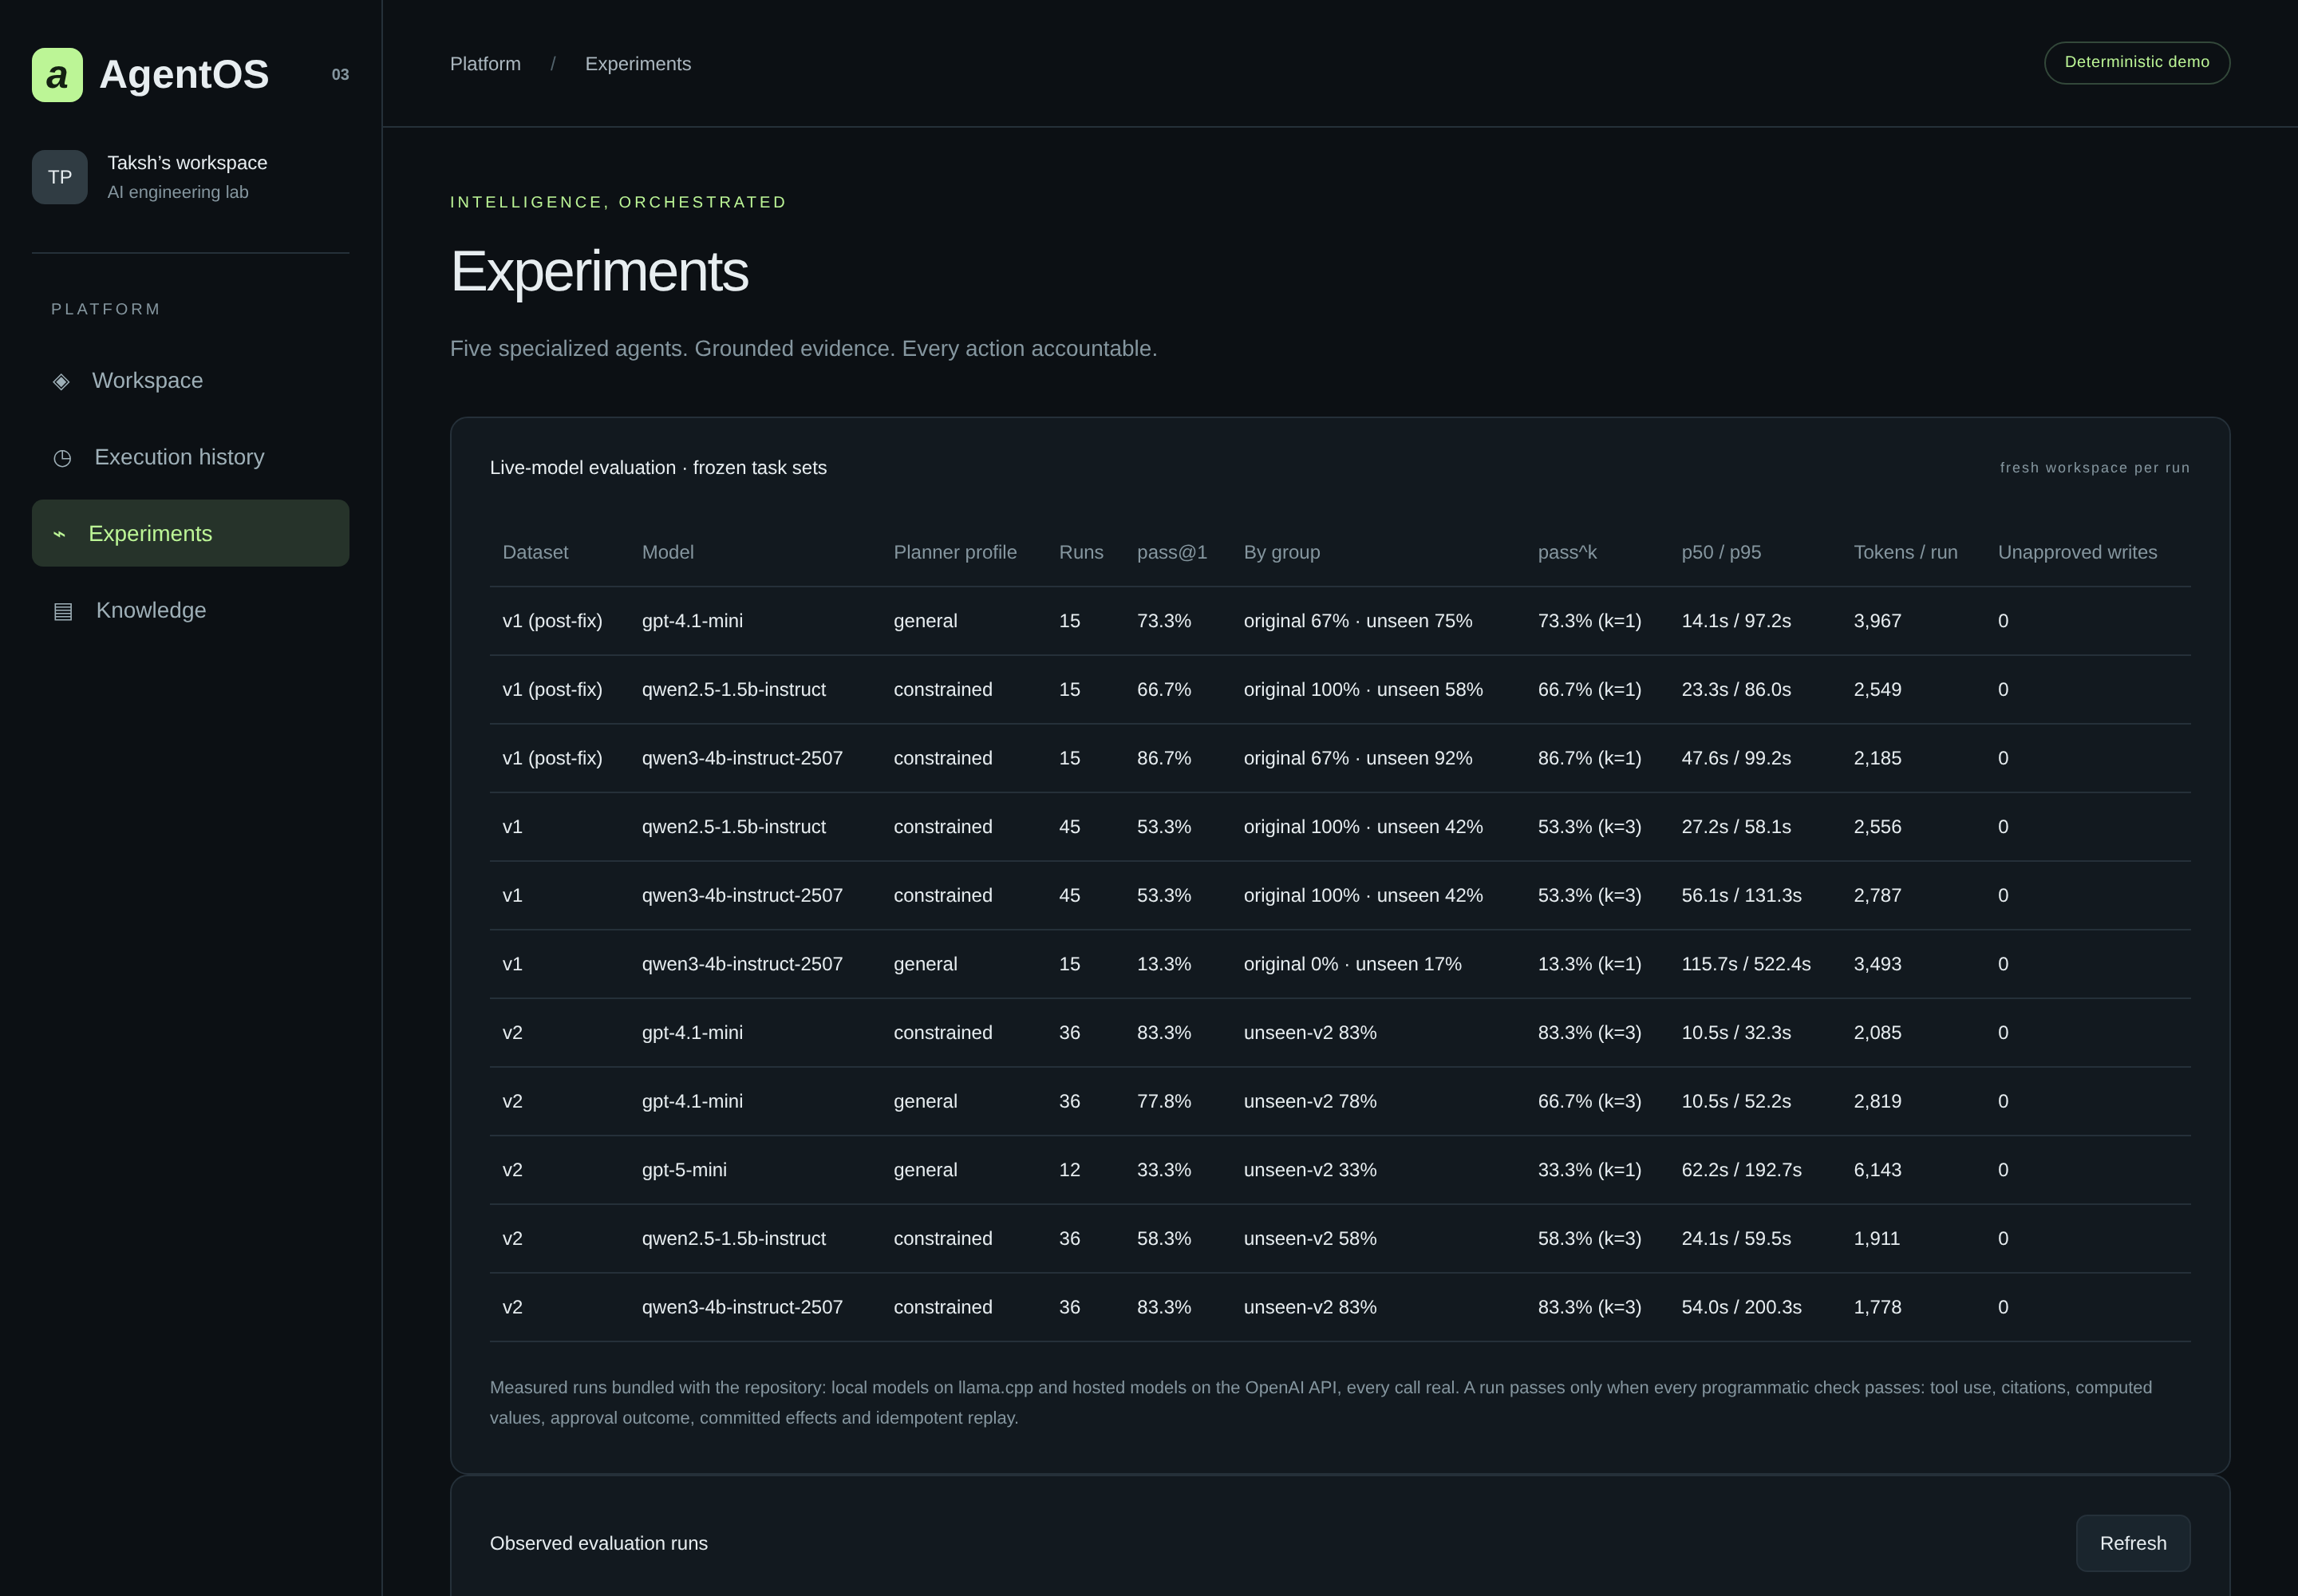 a AgentOS 03
TP Taksh’s workspace
AI engineering lab
PLATFORM
Workspace
Execution history
Experiments
Knowledge
Platform / Experiments
Deterministic demo
INTELLIGENCE, ORCHESTRATED
Experiments
Five specialized agents. Grounded evidence. Every action accountable.
Live-model evaluation · frozen task sets fresh workspace per run
Dataset Model Planner profile Runs pass@1 By group pass^k p50 / p95 Tokens / run Unapproved writes
v1 (post-fix) gpt-4.1-mini general 15 73.3% original 67% · unseen 75% 73.3% (k=1) 14.1s / 97.2s 3,967 0
v1 (post-fix) qwen2.5-1.5b-instruct constrained 15 66.7% original 100% · unseen 58% 66.7% (k=1) 23.3s / 86.0s 2,549 0
v1 (post-fix) qwen3-4b-instruct-2507 constrained 15 86.7% original 67% · unseen 92% 86.7% (k=1) 47.6s / 99.2s 2,185 0
v1 qwen2.5-1.5b-instruct constrained 45 53.3% original 100% · unseen 42% 53.3% (k=3) 27.2s / 58.1s 2,556 0
v1 qwen3-4b-instruct-2507 constrained 45 53.3% original 100% · unseen 42% 53.3% (k=3) 56.1s / 131.3s 2,787 0
v1 qwen3-4b-instruct-2507 general 15 13.3% original 0% · unseen 17% 13.3% (k=1) 115.7s / 522.4s 3,493 0
v2 gpt-4.1-mini constrained 36 83.3% unseen-v2 83% 83.3% (k=3) 10.5s / 32.3s 2,085 0
v2 gpt-4.1-mini general 36 77.8% unseen-v2 78% 66.7% (k=3) 10.5s / 52.2s 2,819 0
v2 gpt-5-mini general 12 33.3% unseen-v2 33% 33.3% (k=1) 62.2s / 192.7s 6,143 0
v2 qwen2.5-1.5b-instruct constrained 36 58.3% unseen-v2 58% 58.3% (k=3) 24.1s / 59.5s 1,911 0
v2 qwen3-4b-instruct-2507 constrained 36 83.3% unseen-v2 83% 83.3% (k=3) 54.0s / 200.3s 1,778 0
Measured runs bundled with the repository: local models on llama.cpp and hosted models on the OpenAI API, every call real. A run passes only when every programmatic check passes: tool use, citations, computed
values, approval outcome, committed effects and idempotent replay.
Observed evaluation runs Refresh